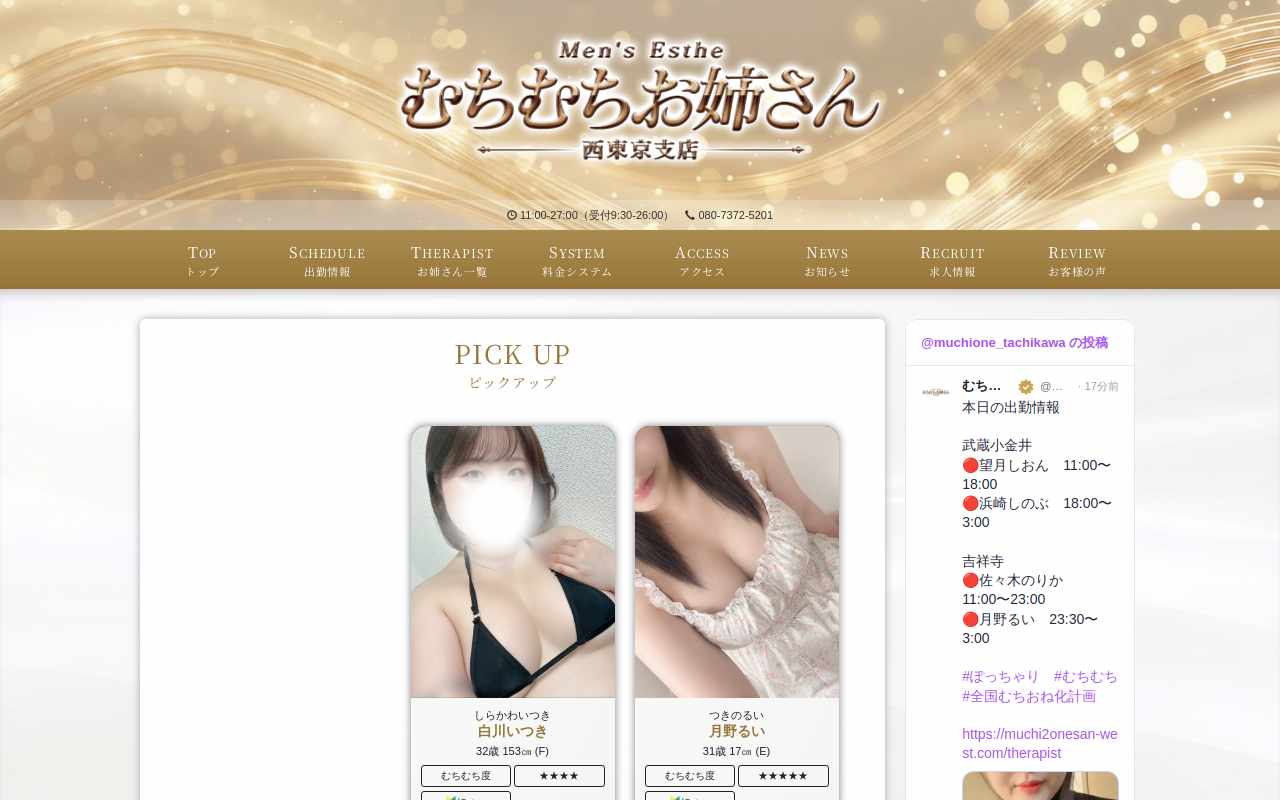 Men's Esthe
むちむちお姉さん
西東京支店
11:00-27:00（受付9:30-26:00） 080-7372-5201
TOP
トップ
SCHEDULE
出勤情報
THERAPIST
お姉さん一覧
SYSTEM
料金システム
ACCESS
アクセス
NEWS
お知らせ
RECRUIT
求人情報
REVIEW
お客様の声
PICK UP
ピックアップ
しらかわいつき
白川いつき
32歳 153㎝ (F)
むちむち度
★★★★
つきのるい
月野るい
31歳 17㎝ (E)
むちむち度
★★★★★
@muchione_tachikawa の投稿
むち… @… · 17分前
本日の出勤情報
武蔵小金井
🔴望月しおん　11:00〜
18:00
🔴浜崎しのぶ　18:00〜
3:00
吉祥寺
🔴佐々木のりか
11:00〜23:00
🔴月野るい　23:30〜
3:00
#ぽっちゃり　#むちむち
#全国むちおね化計画
https://muchi2onesan-we
st.com/therapist